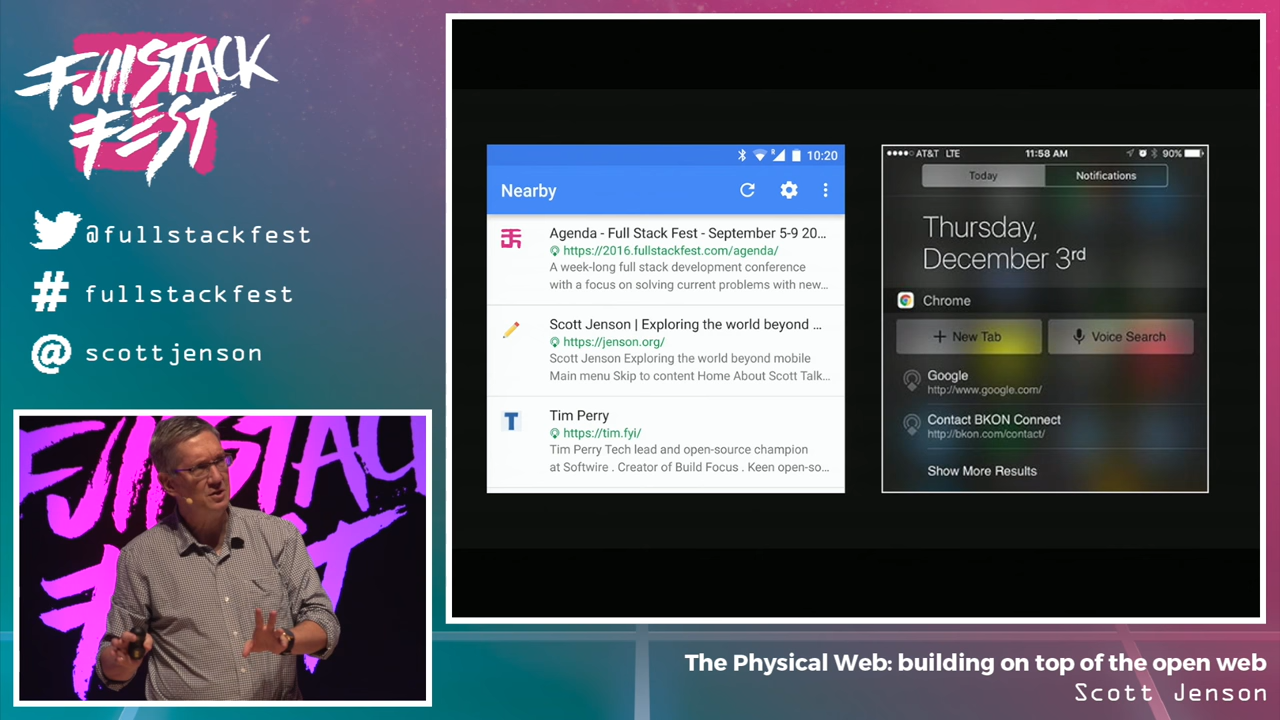 FullStack
Fest
@fullstackfest
# fullstackfest
@ scottjenson
10:20
Nearby
Agenda - Full Stack Fest - September 5-9 20...
https://2016.fullstackfest.com/agenda/
A week-long full stack development conference
with a focus on solving current problems with new...
Scott Jenson | Exploring the world beyond ...
https://jenson.org/
Scott Jenson Exploring the world beyond mobile
Main menu Skip to content Home About Scott Talk...
T
Tim Perry
https://tim.fyi/
Tim Perry Tech lead and open-source champion
at Softwire . Creator of Build Focus . Keen open-so...
AT&T LTE 11:58 AM 90%
Today Notifications
Thursday,
December 3rd
Chrome
+ New Tab Voice Search
Google
http://www.google.com/
Contact BKON Connect
http://bkon.com/contact/
Show More Results
FullStack
The Physical Web: building on top of the open web
Scott Jenson